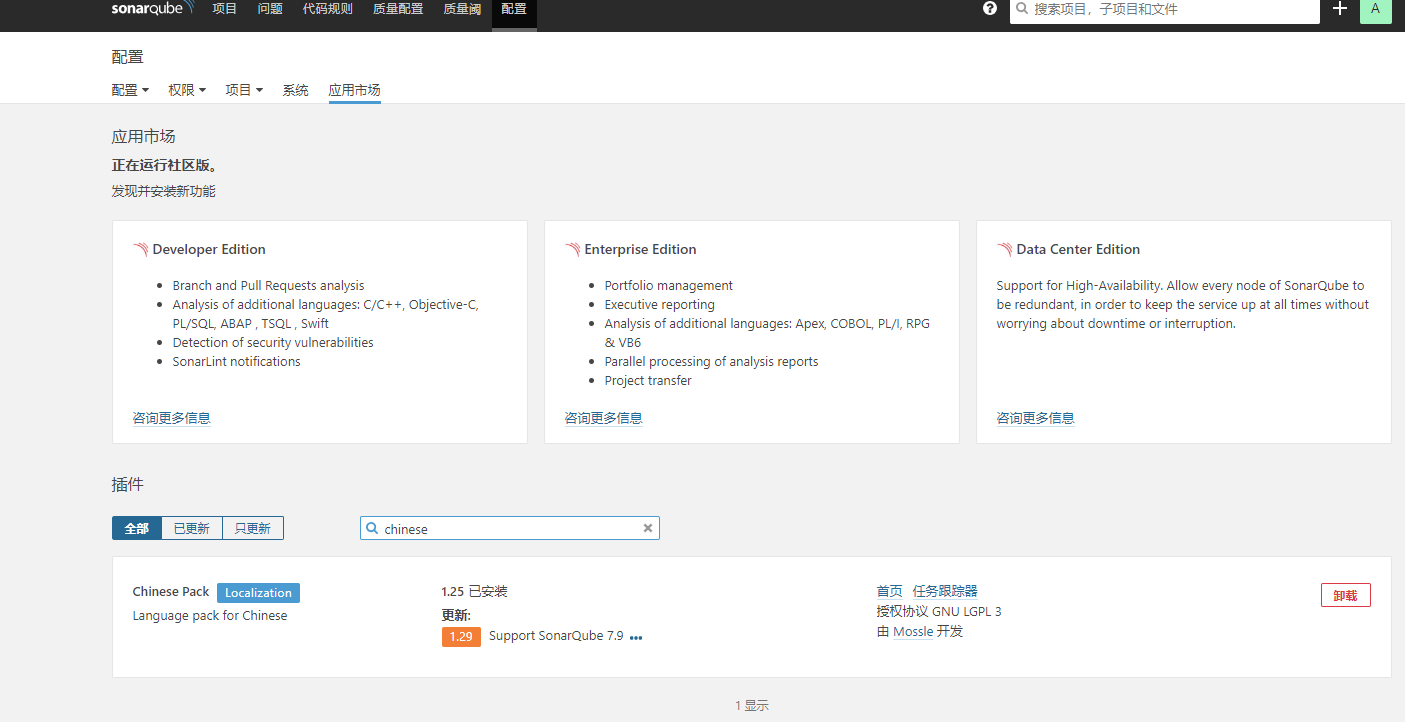 sonarqube 项目 问题 代码规则 质量配置 质量阈 配置 ? 搜索项目，子项目和文件 + A
配置
配置 权限 项目 系统 应用市场
应用市场
正在运行社区版。
发现并安装新功能
Developer Edition
Branch and Pull Requests analysis
Analysis of additional languages: C/C++, Objective-C,
PL/SQL, ABAP , TSQL , Swift
Detection of security vulnerabilities
SonarLint notifications
咨询更多信息
Enterprise Edition
Portfolio management
Executive reporting
Analysis of additional languages: Apex, COBOL, PL/I, RPG
& VB6
Parallel processing of analysis reports
Project transfer
咨询更多信息
Data Center Edition
Support for High-Availability. Allow every node of SonarQube to
be redundant, in order to keep the service up at all times without
worrying about downtime or interruption.
咨询更多信息
插件
全部 已更新 只更新 chinese
Chinese Pack Localization
Language pack for Chinese
1.25 已安装
更新:
1.29 Support SonarQube 7.9 •••
首页 任务跟踪器
授权协议 GNU LGPL 3
由 Mossle 开发
卸载
1 显示